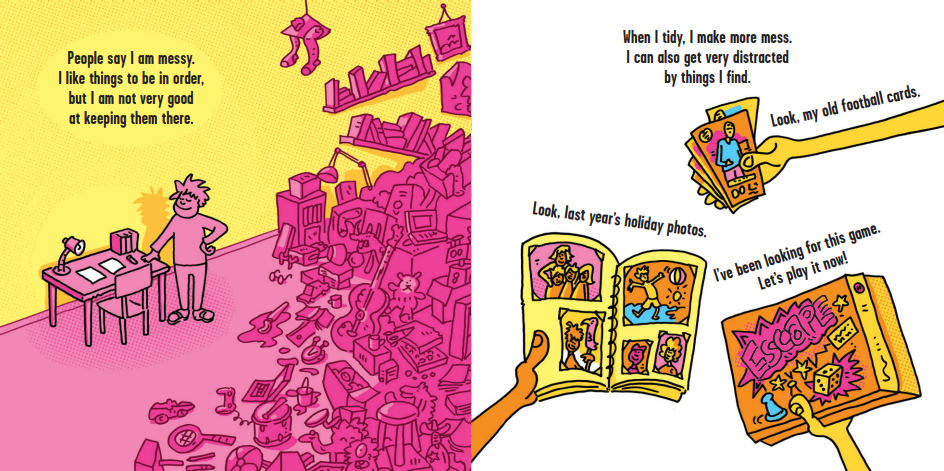 People say I am messy.
I like things to be in order,
but I am not very good
at keeping them there.
When I tidy, I make more mess.
I can also get very distracted
by things I find.
Look, my old football cards.
Look, last year's holiday photos.
I've been looking for this game.
Let's play it now!
ESCAPE